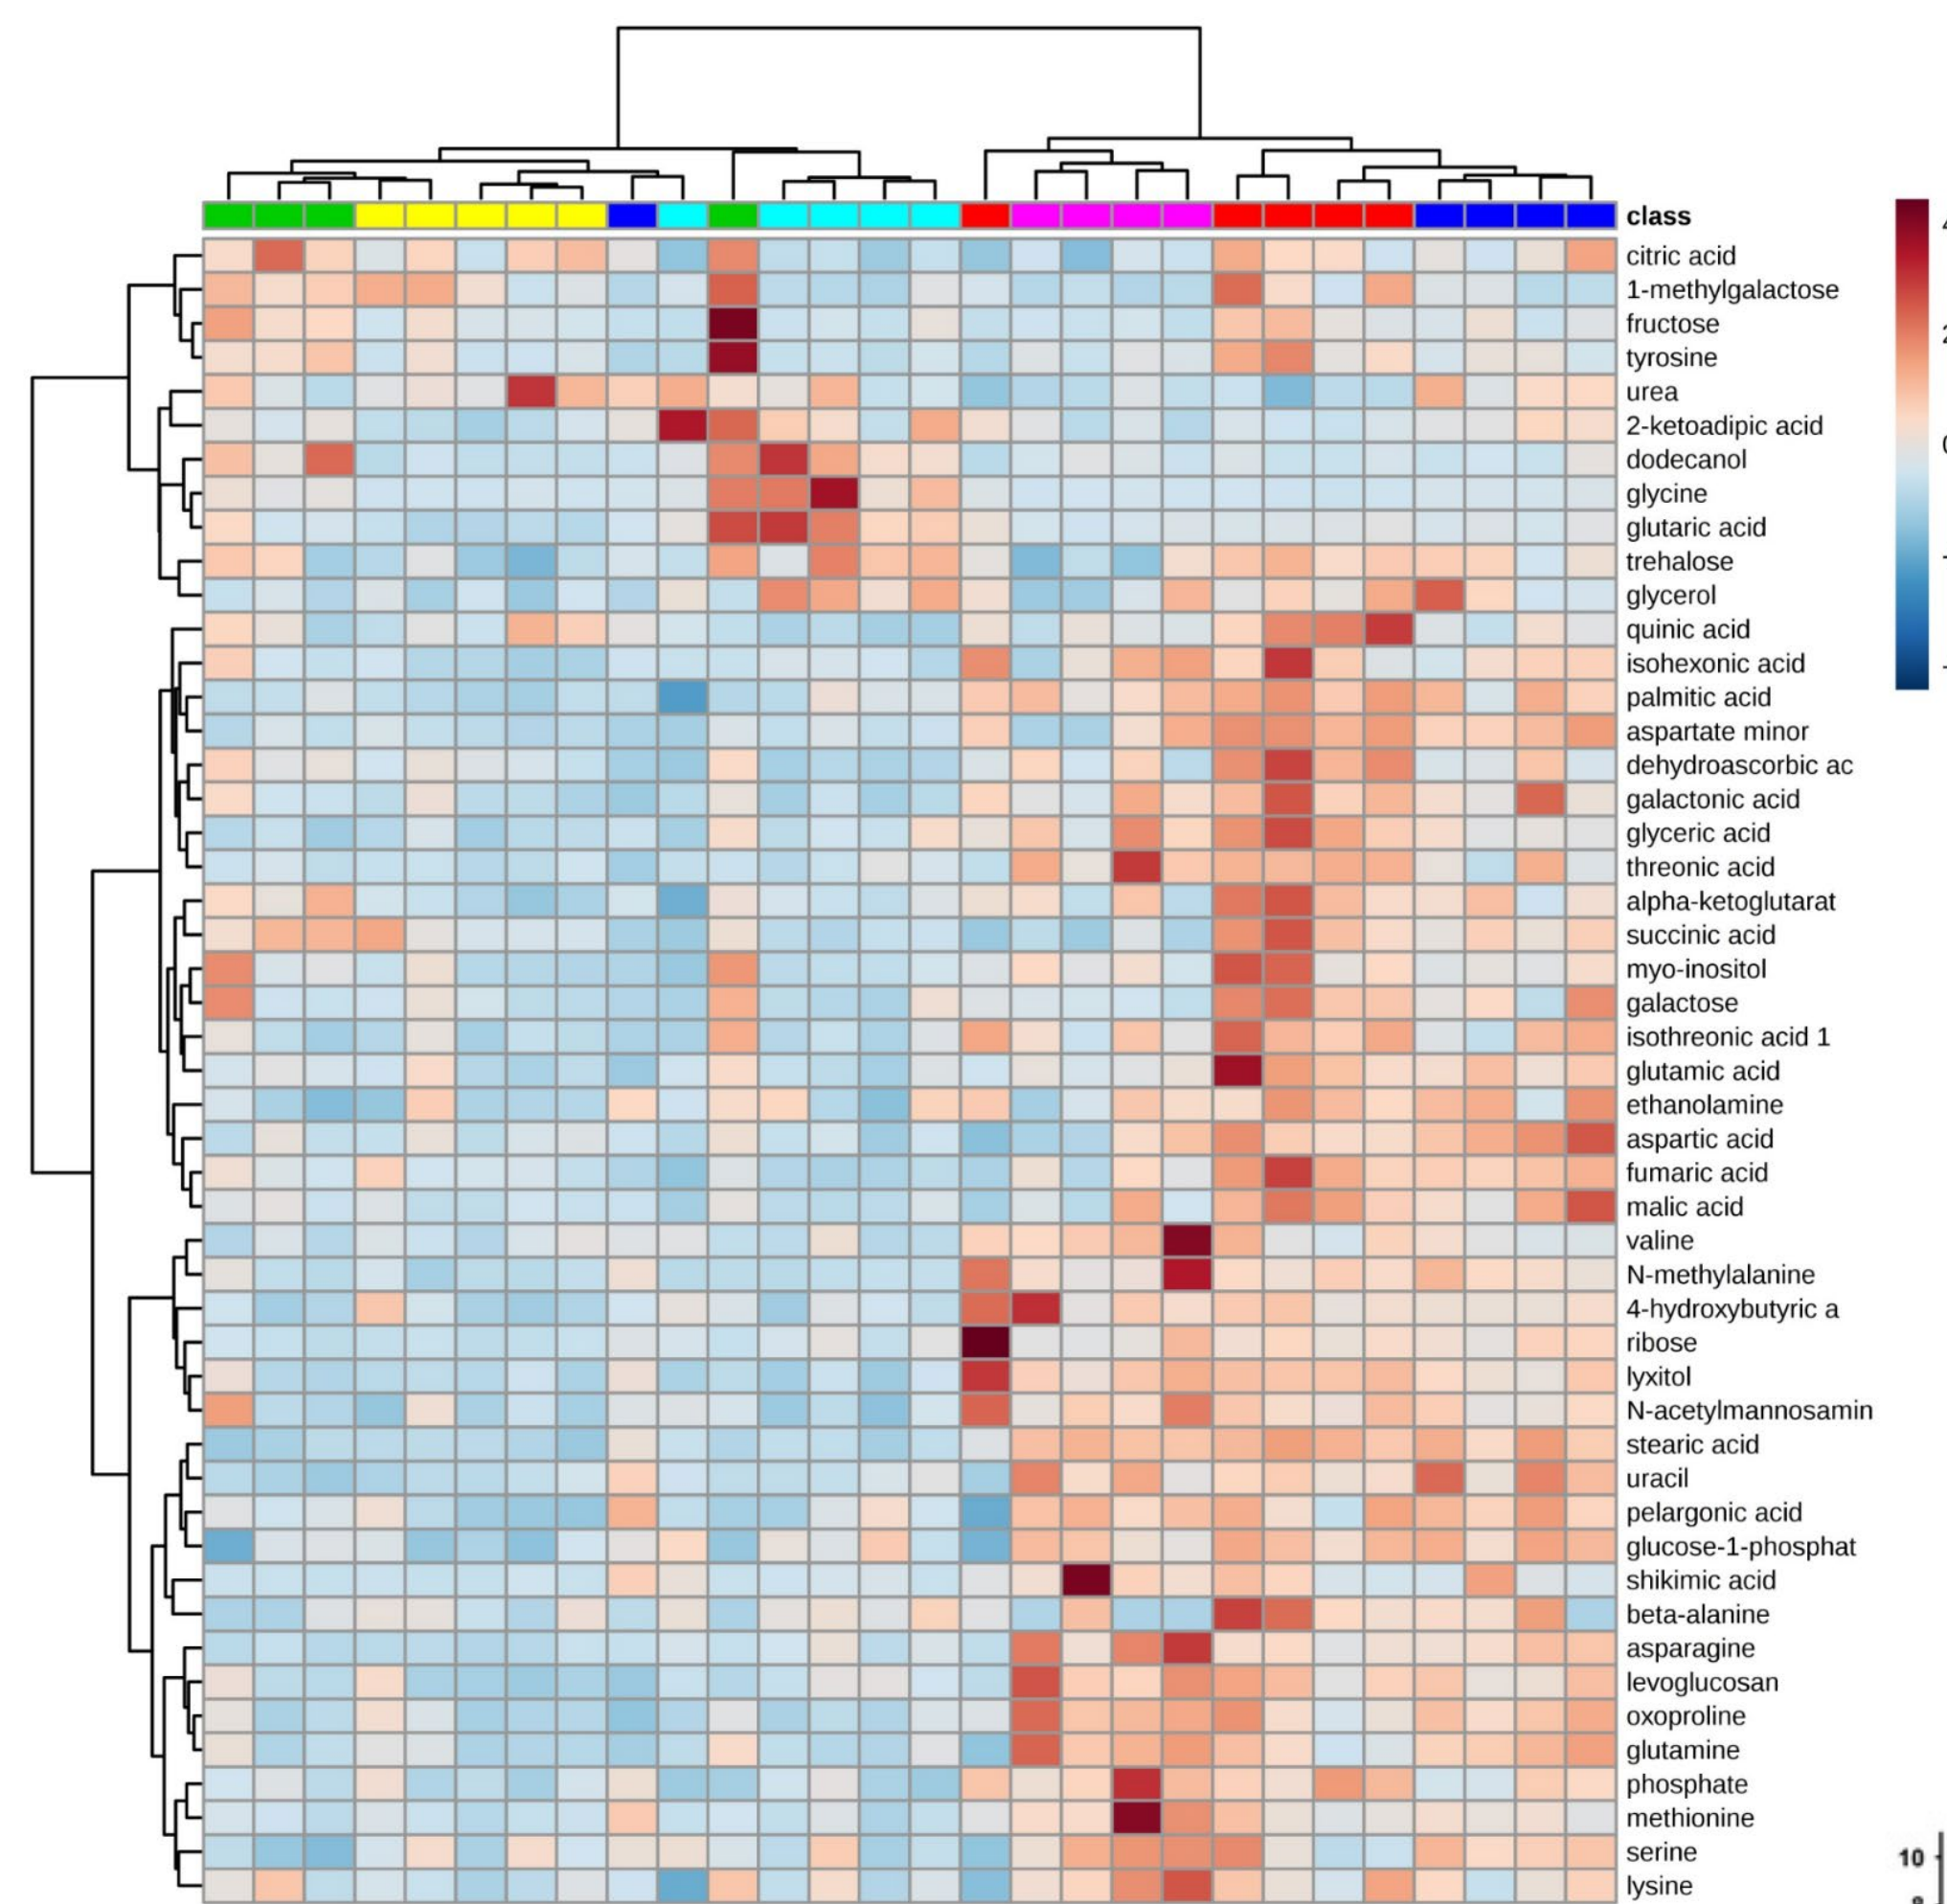 class
citric acid
1-methylgalactose
fructose
tyrosine
urea
2-ketoadipic acid
dodecanol
glycine
glutaric acid
trehalose
glycerol
quinic acid
isohexonic acid
palmitic acid
aspartate minor
dehydroascorbic ac
galactonic acid
glyceric acid
threonic acid
alpha-ketoglutarat
succinic acid
myo-inositol
galactose
isothreonic acid 1
glutamic acid
ethanolamine
aspartic acid
fumaric acid
malic acid
valine
N-methylalanine
4-hydroxybutyric a
ribose
lyxitol
N-acetylmannosamin
stearic acid
uracil
pelargonic acid
glucose-1-phosphat
shikimic acid
beta-alanine
asparagine
levoglucosan
oxoproline
glutamine
phosphate
methionine
serine
10
lysine